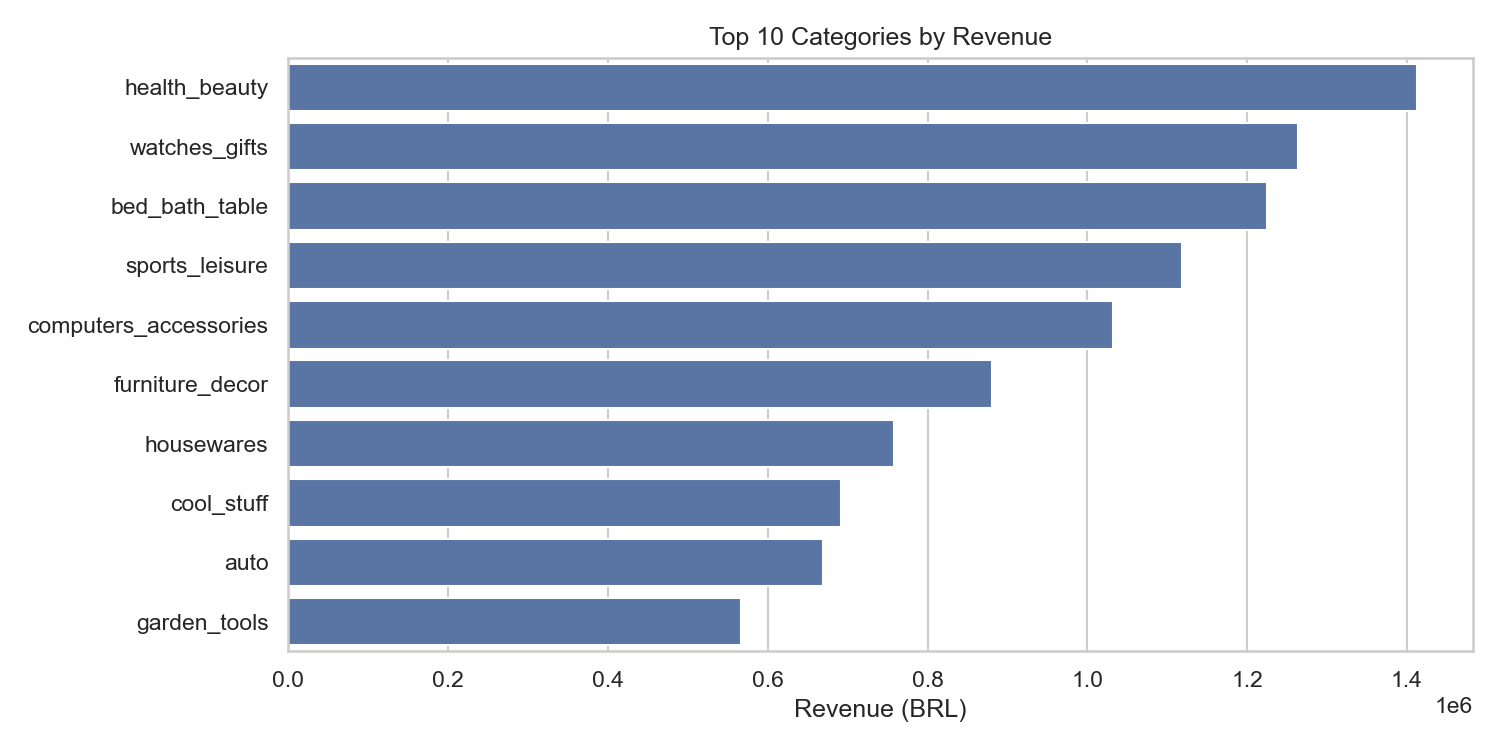 Top 10 Categories by Revenue
health_beauty
watches_gifts
bed_bath_table
sports_leisure
computers_accessories
furniture_decor
housewares
cool_stuff
auto
garden_tools
0.0 0.2 0.4 0.6 0.8 1.0 1.2 1.4
1e6
Revenue (BRL)